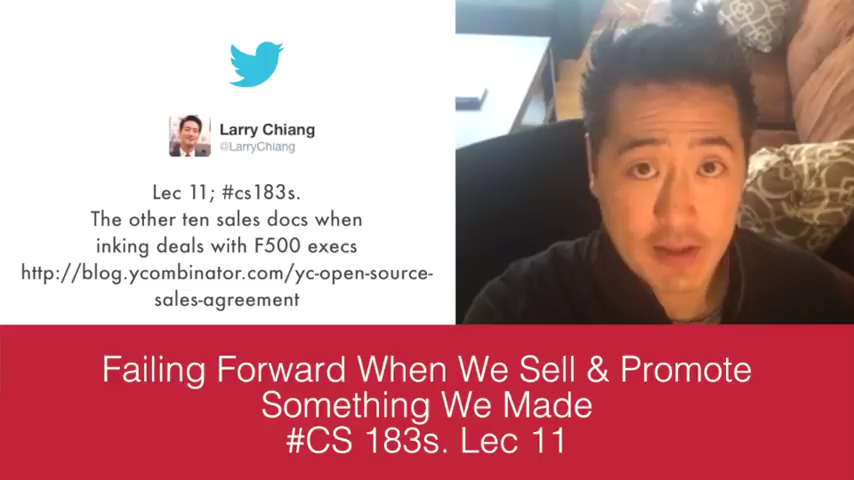 Larry Chiang
@LarryChiang
Lec 11; #cs183s.
The other ten sales docs when
inking deals with F500 execs
http://blog.ycombinator.com/yc-open-source-
sales-agreement
Failing Forward When We Sell & Promote
Something We Made
#CS 183s. Lec 11